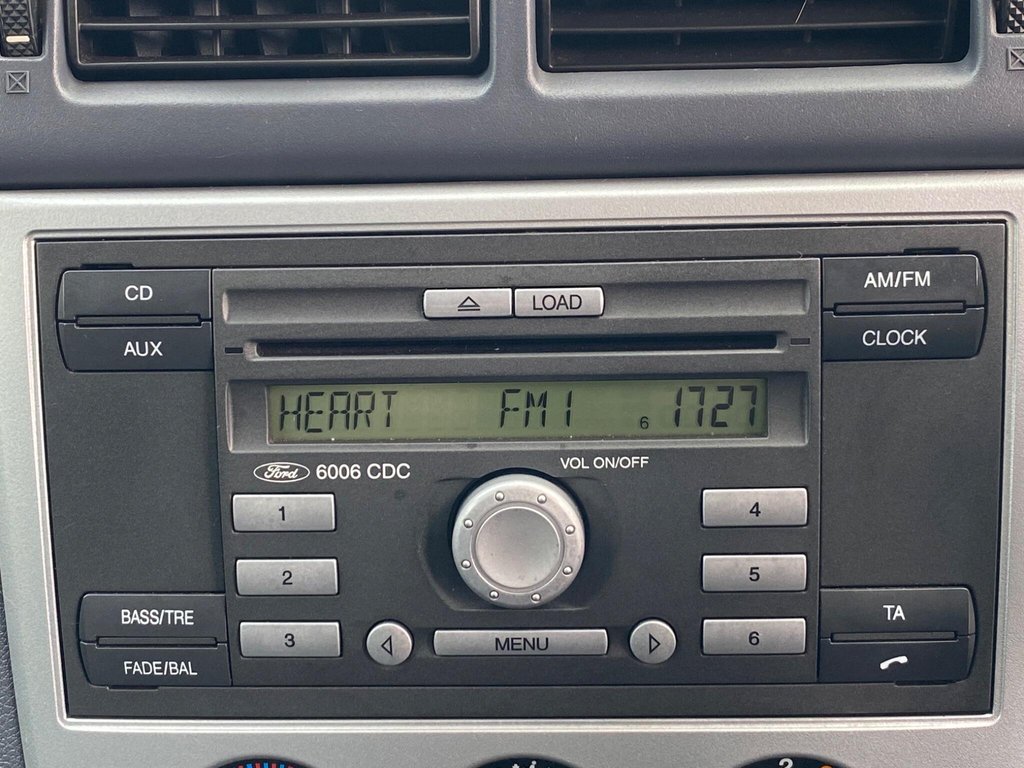 CD
AUX
LOAD
AM/FM
CLOCK
HEART FM1 6 1727
Ford 6006 CDC
VOL ON/OFF
1
2
3
4
5
6
BASS/TRE
FADE/BAL
MENU
TA
2